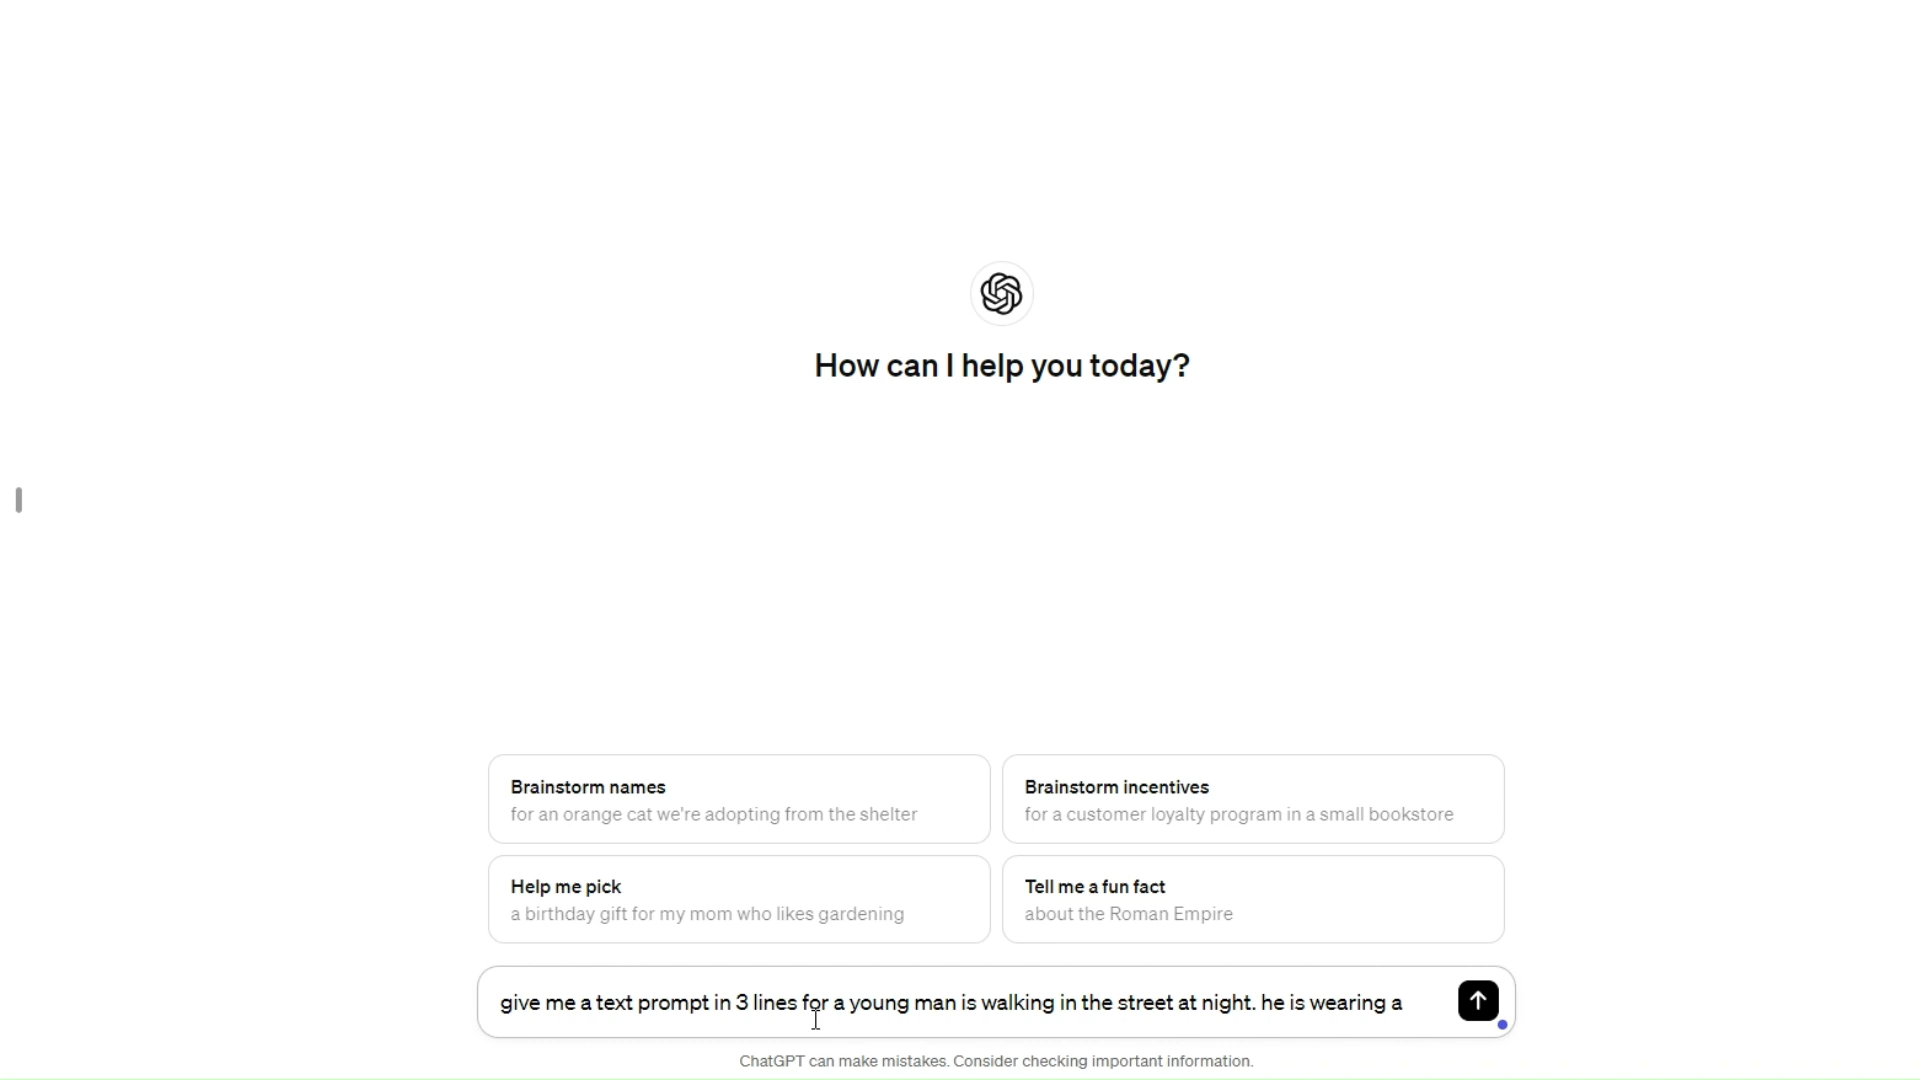 How can I help you today?
Brainstorm names
for an orange cat we're adopting from the shelter
Brainstorm incentives
for a customer loyalty program in a small bookstore
Help me pick
a birthday gift for my mom who likes gardening
Tell me a fun fact
about the Roman Empire
give me a text prompt in 3 lines for a young man is walking in the street at night. he is wearing a
ChatGPT can make mistakes. Consider checking important information.